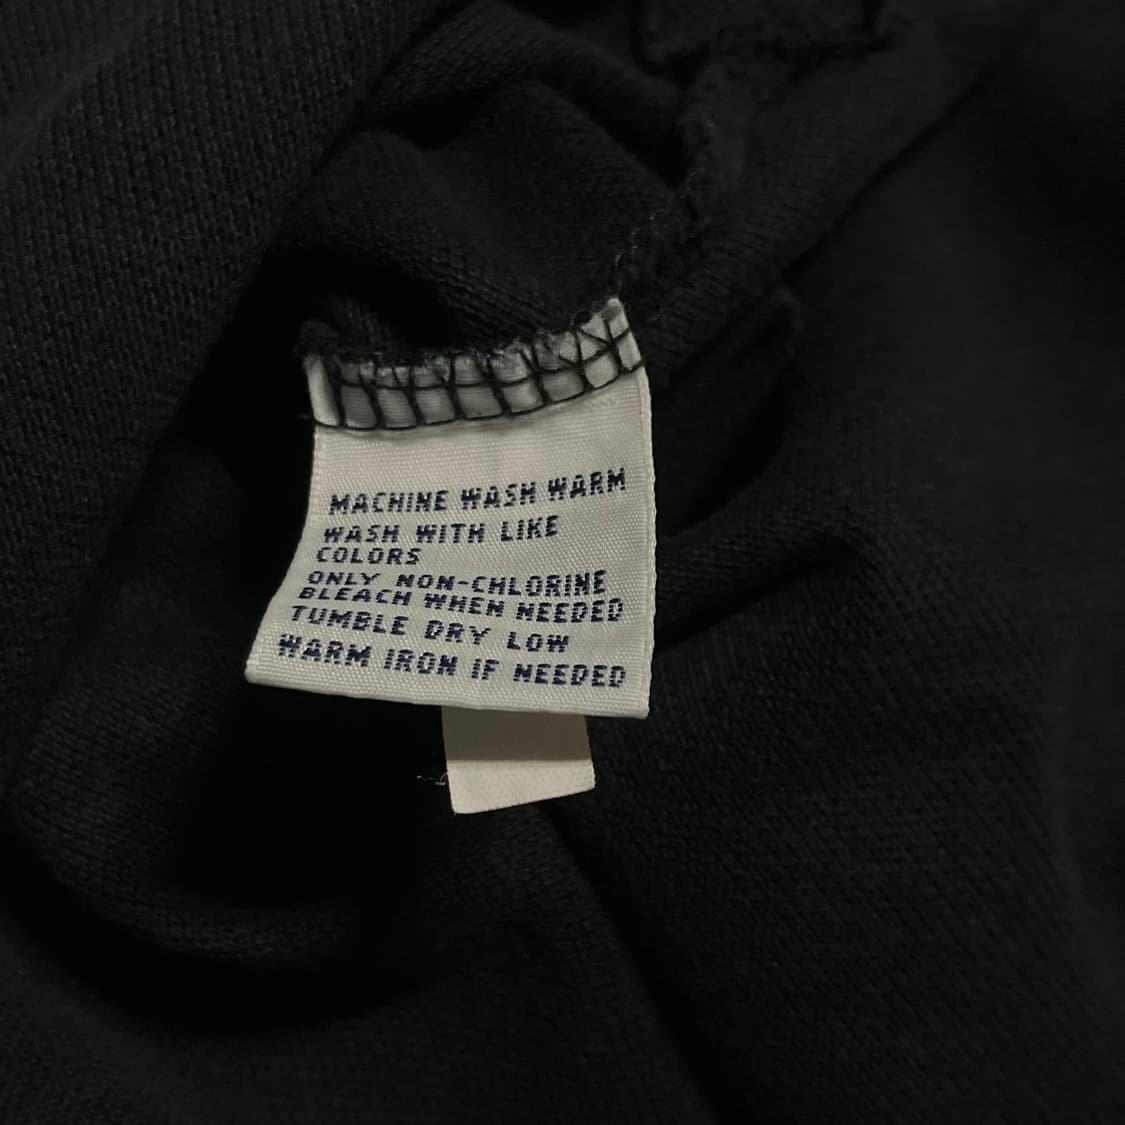 MACHINE WASH WARM
WASH WITH LIKE
COLORS
ONLY NON-CHLORINE
BLEACH WHEN NEEDED
TUMBLE DRY LOW
WARM IRON IF NEEDED